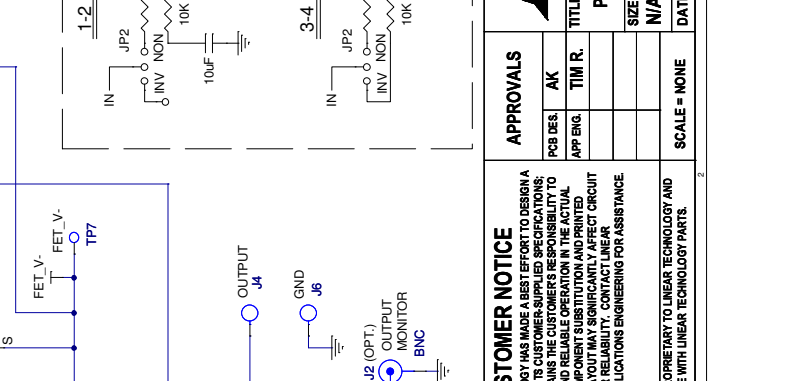 1-2
10K
JP2
NON
INV
IN
10uF
3-4
10K
JP2
NON
INV
IN
FET_V-
FET_V-
TP7
S
OUTPUT
J4
GND
J6
J2 (OPT.)
OUTPUT
MONITOR
BNC
APPROVALS
PCB DES.
AK
APP ENG.
TIM R.
SIZE
N/A
SCALE = NONE
2
STOMER NOTICE
GY HAS MADE A BEST EFFORT TO DESIGN A
TS CUSTOMER-SUPPLIED SPECIFICATIONS;
AINS THE CUSTOMER'S RESPONSIBILITY TO
ND RELIABLE OPERATION IN THE ACTUAL
MPONENT SUBSTITUTION AND PRINTED
AYOUT MAY SIGNIFICANTLY AFFECT CIRCUIT
R RELIABILITY. CONTACT LINEAR
LICATIONS ENGINEERING FOR ASSISTANCE.
OPRIETARY TO LINEAR TECHNOLOGY AND
E WITH LINEAR TECHNOLOGY PARTS.